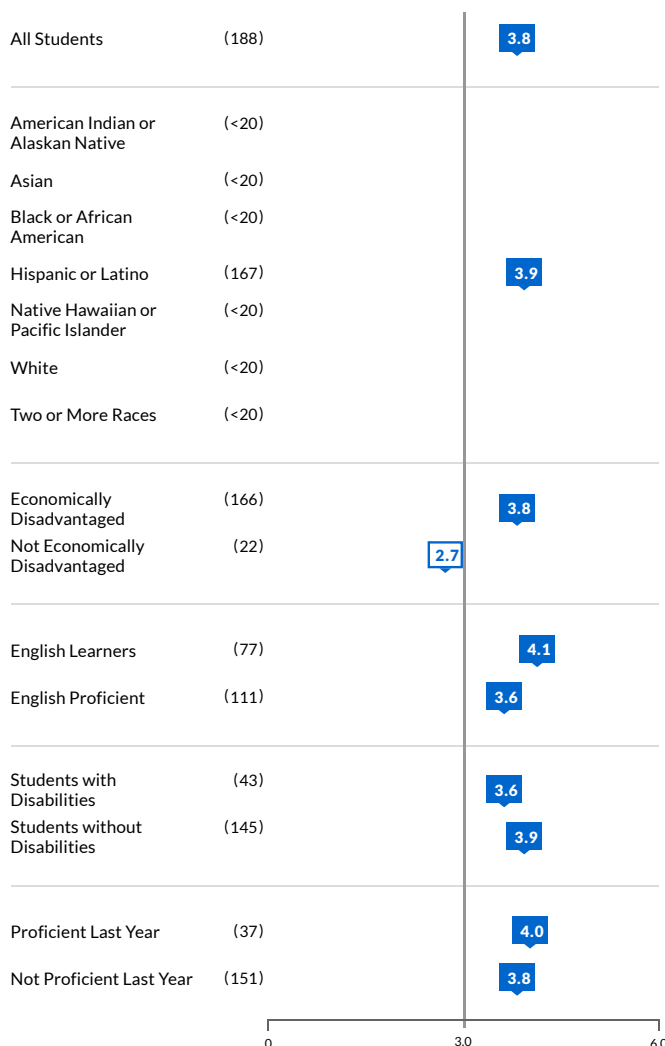 All Students (188) 3.8
American Indian or (<20)
Alaskan Native
Asian (<20)
Black or African (<20)
American
Hispanic or Latino (167) 3.9
Native Hawaiian or (<20)
Pacific Islander
White (<20)
Two or More Races (<20)
Economically (166) 3.8
Disadvantaged
Not Economically (22) 2.7
Disadvantaged
English Learners (77) 4.1
English Proficient (111) 3.6
Students with (43) 3.6
Disabilities
Students without (145) 3.9
Disabilities
Proficient Last Year (37) 4.0
Not Proficient Last Year (151) 3.8
0 3.0 6.0